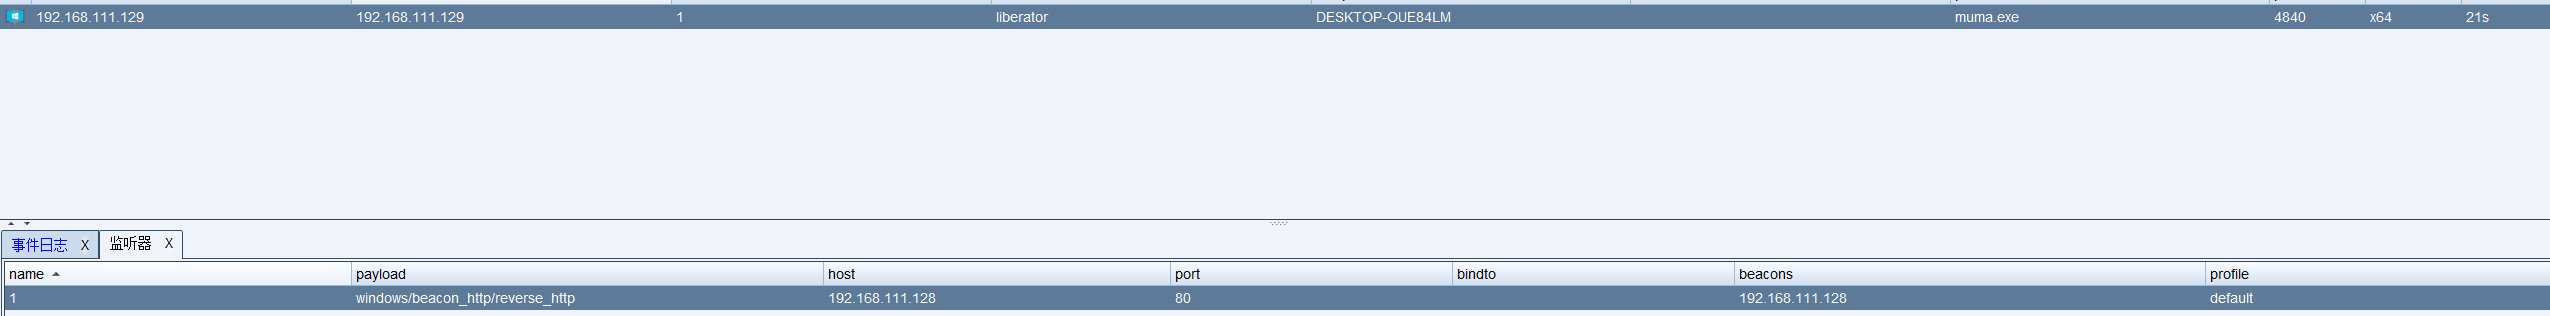 192.168.111.129 192.168.111.129 1 liberator DESKTOP-OUE84LM muma.exe 4840 x64 21s
事件日志 X 监听器 X
name payload host port bindto beacons profile
1 windows/beacon_http/reverse_http 192.168.111.128 80 192.168.111.128 default